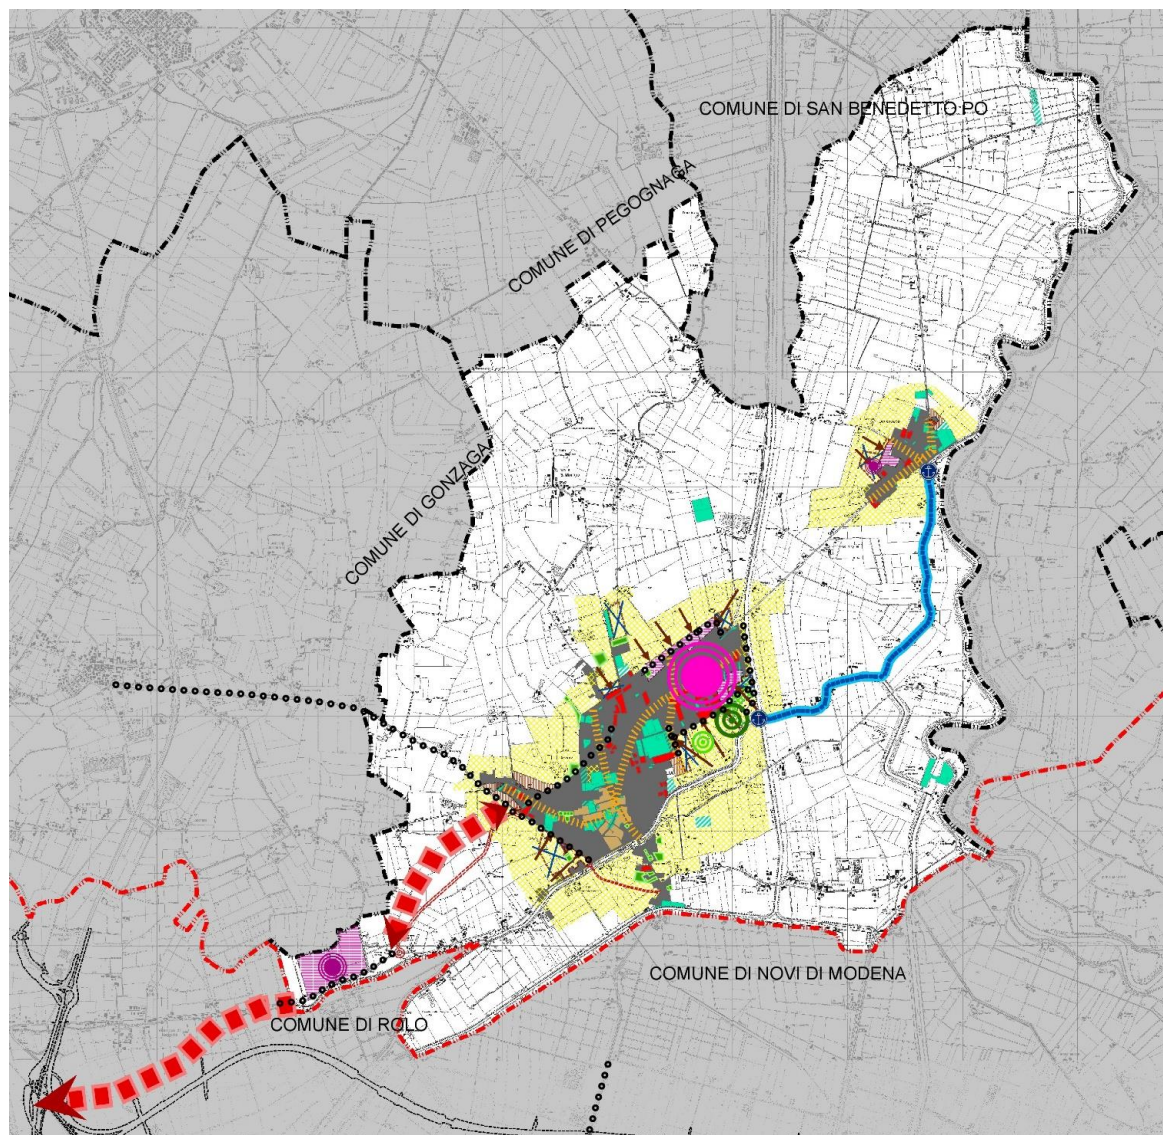 COMUNE DI SAN BENEDETTO PO
COMUNE DI PEGOGNAGA
COMUNE DI GONZAGA
COMUNE DI NOVI DI MODENA
COMUNE DI ROLO